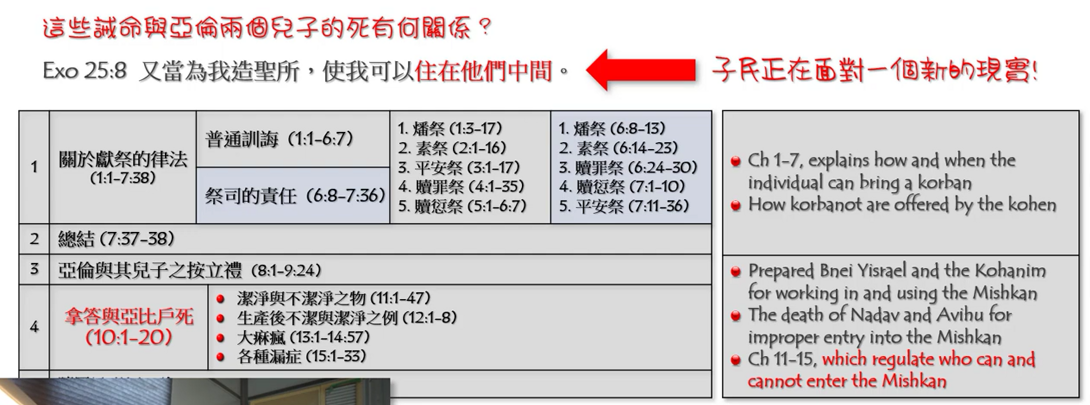 這些誡命與亞倫兩個兒子的死有何關係？
Exo 25:8 又當為我造聖所，使我可以住在他們中間。
子民正在面對一個新的現實!
1
關於獻祭的律法
(1:1-7:38)
普通訓誨 (1:1-6:7)
祭司的責任 (6:8-7:36)
1. 燔祭 (1:3-17)
2. 素祭 (2:1-16)
3. 平安祭 (3:1-17)
4. 贖罪祭 (4:1-35)
5. 贖愆祭 (5:1-6:7)
1. 燔祭 (6:8-13)
2. 素祭 (6:14-23)
3. 贖罪祭 (6:24-30)
4. 贖愆祭 (7:1-10)
5. 平安祭 (7:11-36)
2 總結 (7:37-38)
3 亞倫與其兒子之按立禮 (8:1-9:24)
4
拿答與亞比戶死
(10:1-20)
潔淨與不潔淨之物 (11:1-47)
生產後不潔與潔淨之例 (12:1-8)
大痲瘋 (13:1-14:57)
各種漏症 (15:1-33)
Ch 1-7, explains how and when the
individual can bring a korban
How korbanot are offered by the kohen
Prepared Bnei Yisrael and the Kohanim
for working in and using the Mishkan
The death of Nadav and Avihu for
improper entry into the Mishkan
Ch 11-15, which regulate who can and
cannot enter the Mishkan